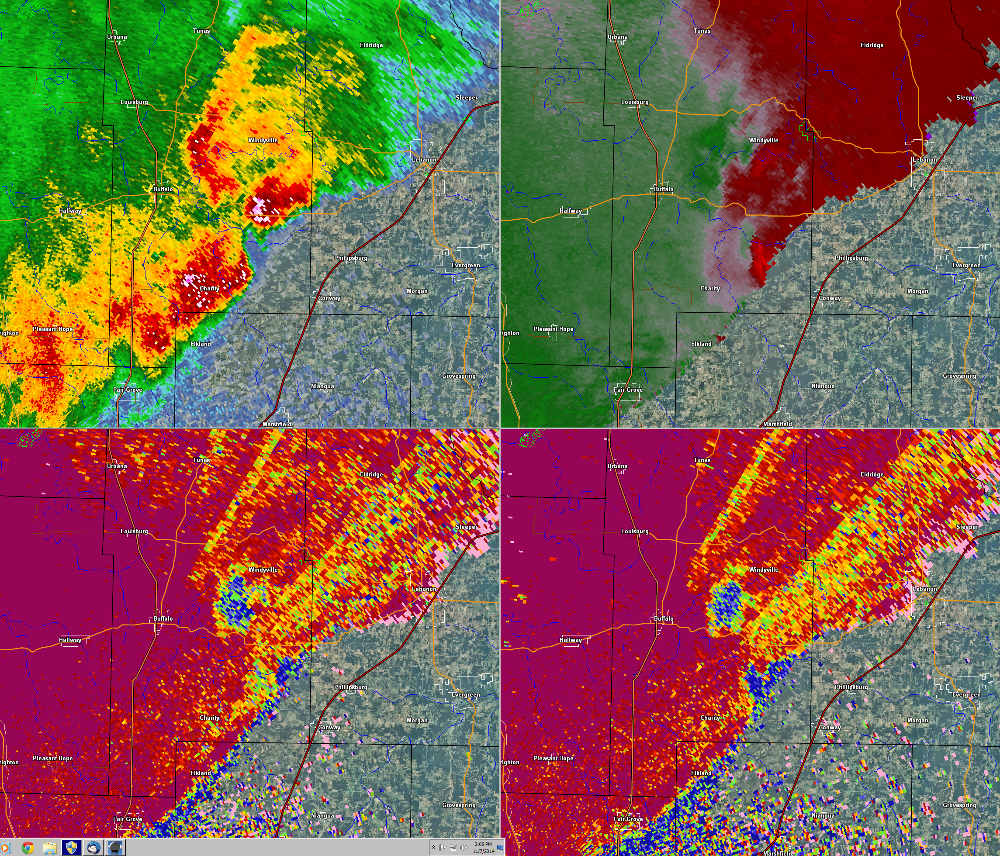 Tunas
Urbana
Eldridge
Louisburg
Sleeper
Windyville
Lebanon
Buffalo
Halfway
Phillipsburg
Evergreen
Charity
Morgan
Conway
Pleasant Hope
righton
Elkland
Grovespring
Niangua
Fair Grove
Marshfield
Tunas
Urbana
Eldridge
Louisburg
Sleeper
Windyville
Lebanon
Buffalo
Halfway
Phillipsburg
Evergreen
Charity
Morgan
Conway
Pleasant Hope
righton
Elkland
Grovespring
Niangua
Fair Grove
Marshfield
Tunas
Urbana
Eldridge
Louisburg
Sleeper
Windyville
Lebanon
Buffalo
Halfway
Phillipsburg
Evergreen
Charity
Morgan
Conway
Pleasant Hope
righton
Elkland
Grovespring
Niangua
Fair Grove
Tunas
Urbana
Eldridge
Louisburg
Sleeper
Windyville
Lebanon
Buffalo
Halfway
Phillipsburg
Evergreen
Charity
Morgan
Conway
Pleasant Hope
righton
Elkland
Grovespring
Niangua
Fair Grove
Marshfield
2:08 PM
11/7/2014